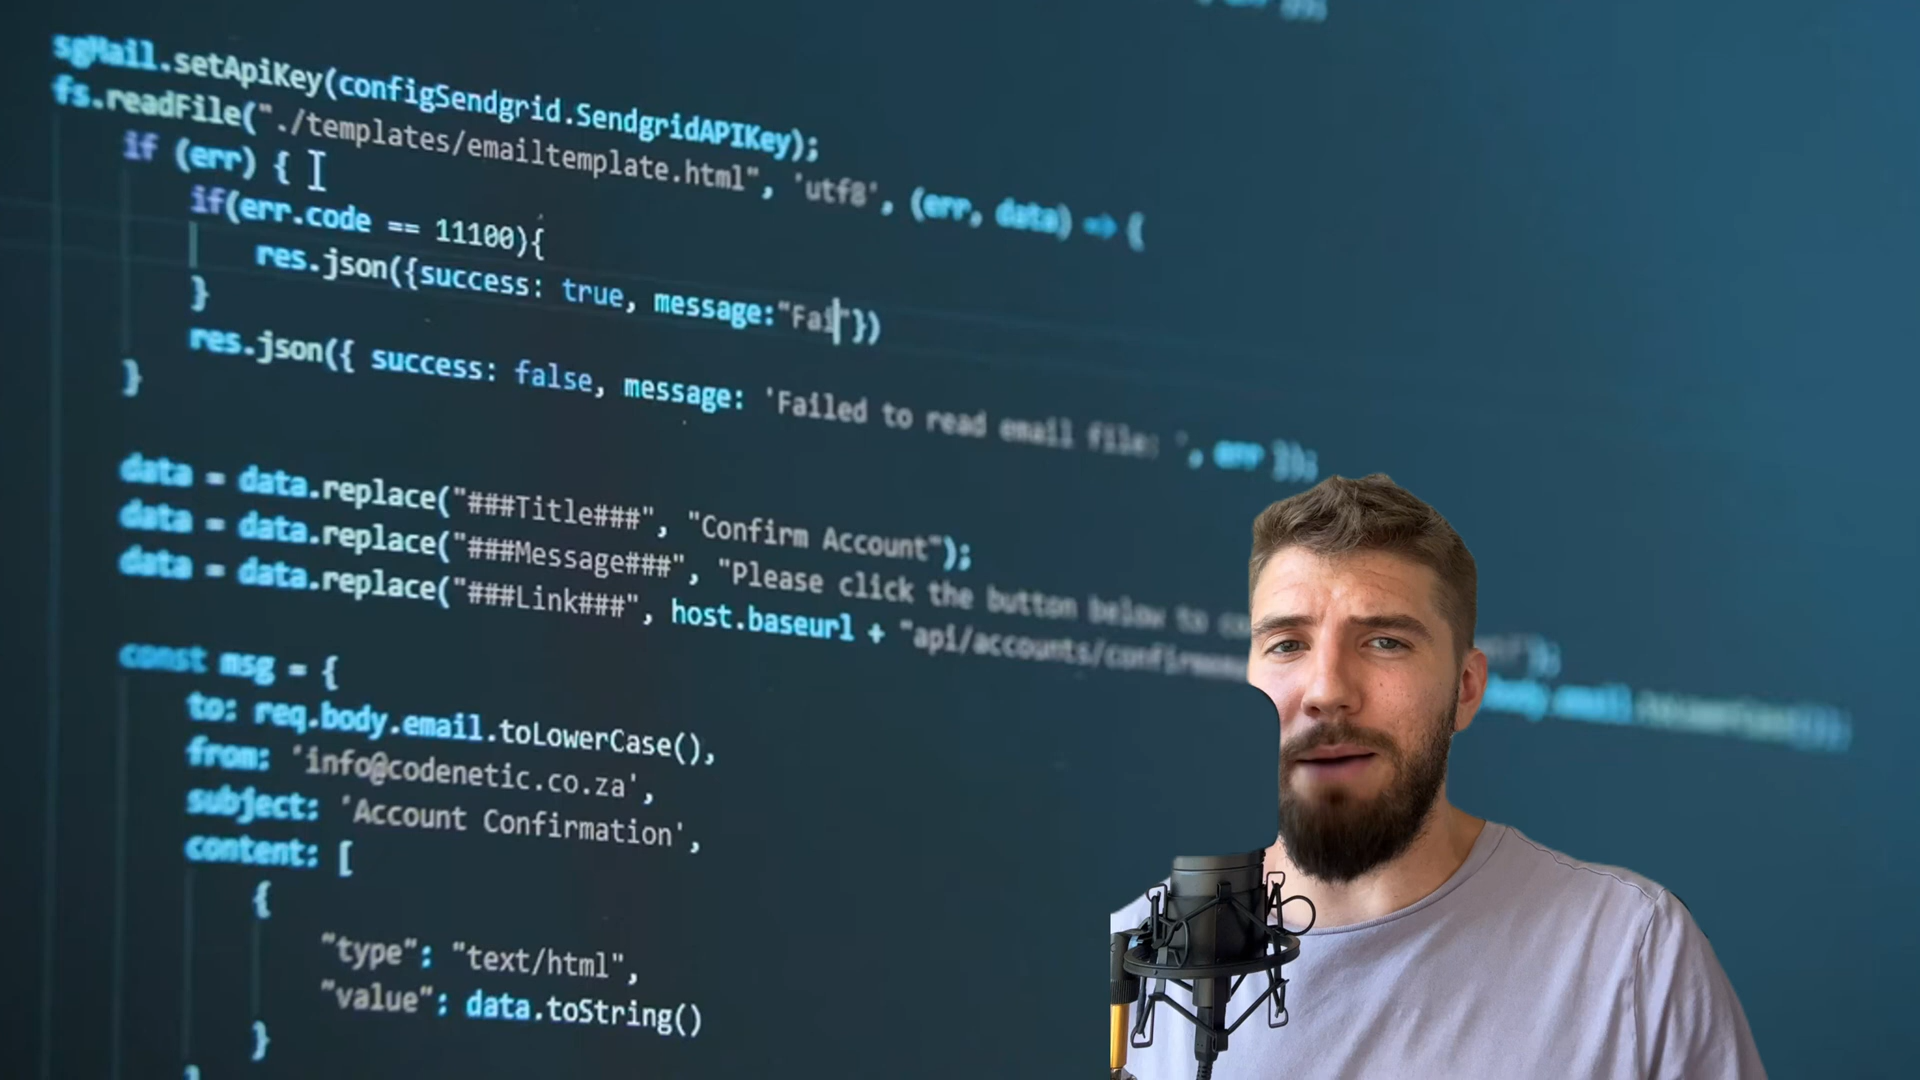 sgMail.setApiKey(configSendgrid.SendgridAPIKey);
fs.readFile("./templates/emailtemplate.html", 'utf8', (err, data) => {
if (err) {
if(err.code == 11100){
res.json({success: true, message:"Fai"})
}
res.json({ success: false, message: 'Failed to read email file: ', err });
}
data = data.replace("###Title###", "Confirm Account");
data = data.replace("###Message###", "Please click the button below to
data = data.replace("###Link###", host.baseurl + "api/accounts/
const msg = {
to: req.body.email.toLowerCase(),
from: 'info@codenetic.co.za',
subject: 'Account Confirmation',
content: [
{
"type": "text/html",
"value": data.toString()
}